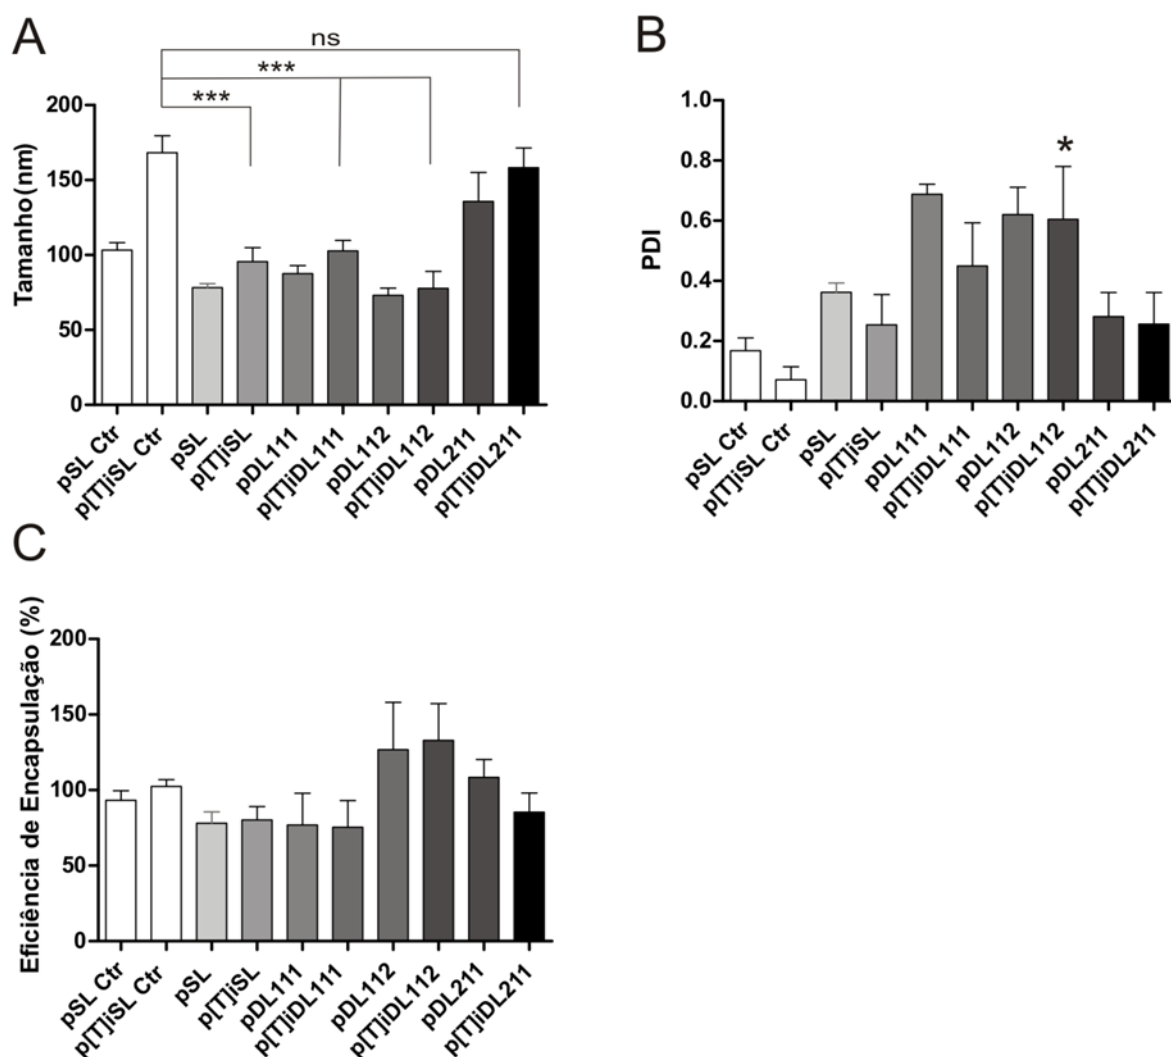 A
ns
***
***
Tamanho(nm)
200
150
100
50
0
pSL Ctr
p[T]iSL Ctr
pSL
p[T]iSL
pDL111
p[T]iDL111
pDL112
p[T]iDL112
pDL211
p[T]iDL211
B
*
PDI
1.0
0.8
0.6
0.4
0.2
0.0
pSL Ctr
p[T]iSL Ctr
pSL
p[T]iSL
pDL111
p[T]iDL111
pDL112
p[T]iDL112
pDL211
p[T]iDL211
C
Eficiência de Encapsulação (%)
200
150
100
50
0
pSL Ctr
p[T]iSL Ctr
pSL
p[T]iSL
pDL111
p[T]iDL111
pDL112
p[T]iDL112
pDL211
p[T]iDL211